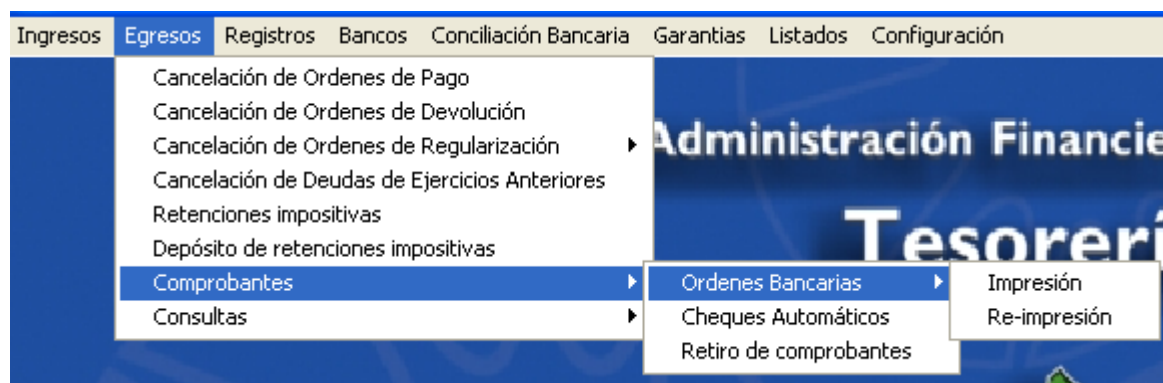 Ingresos Egresos Registros Bancos Conciliación Bancaria Garantias Listados Configuración
Cancelación de Ordenes de Pago
Cancelación de Ordenes de Devolución
Cancelación de Ordenes de Regularización
Cancelación de Deudas de Ejercicios Anteriores
Retenciones impositivas
Depósito de retenciones impositivas
Comprobantes
Consultas
Ordenes Bancarias
Cheques Automáticos
Retiro de comprobantes
Impresión
Re-impresión
Administración Financie
Tesorerí